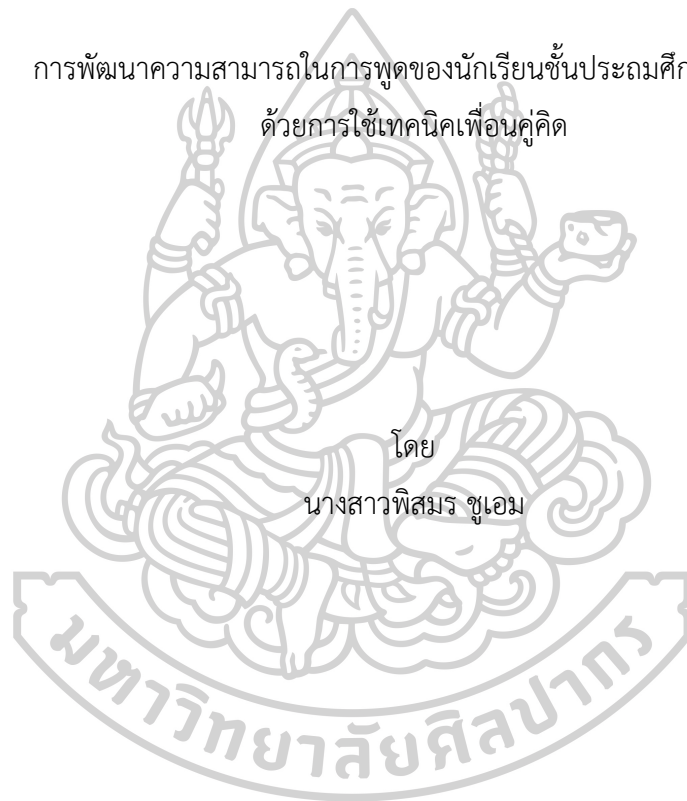 การพัฒนาความสามารถในการพูดของนักเรียนชั้นประถมศึก
ด้วยการใช้เทคนิคเพื่อนคู่คิด
โดย
นางสาวพิสมร ชูเอม
มหาวิทยาลัยศิลปากร